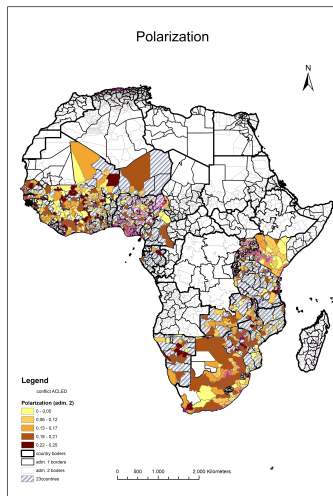 Polarization
N
Legend
conflict ACLED
Polarization (adm. 2)
0 - 0,05
0,06 - 0,12
0,13 - 0,17
0,18 - 0,21
0,22 - 0,25
country boders
adm. 1 borders
adm. 2 boders
23countries
0 500 1.000 2.000 Kilometers